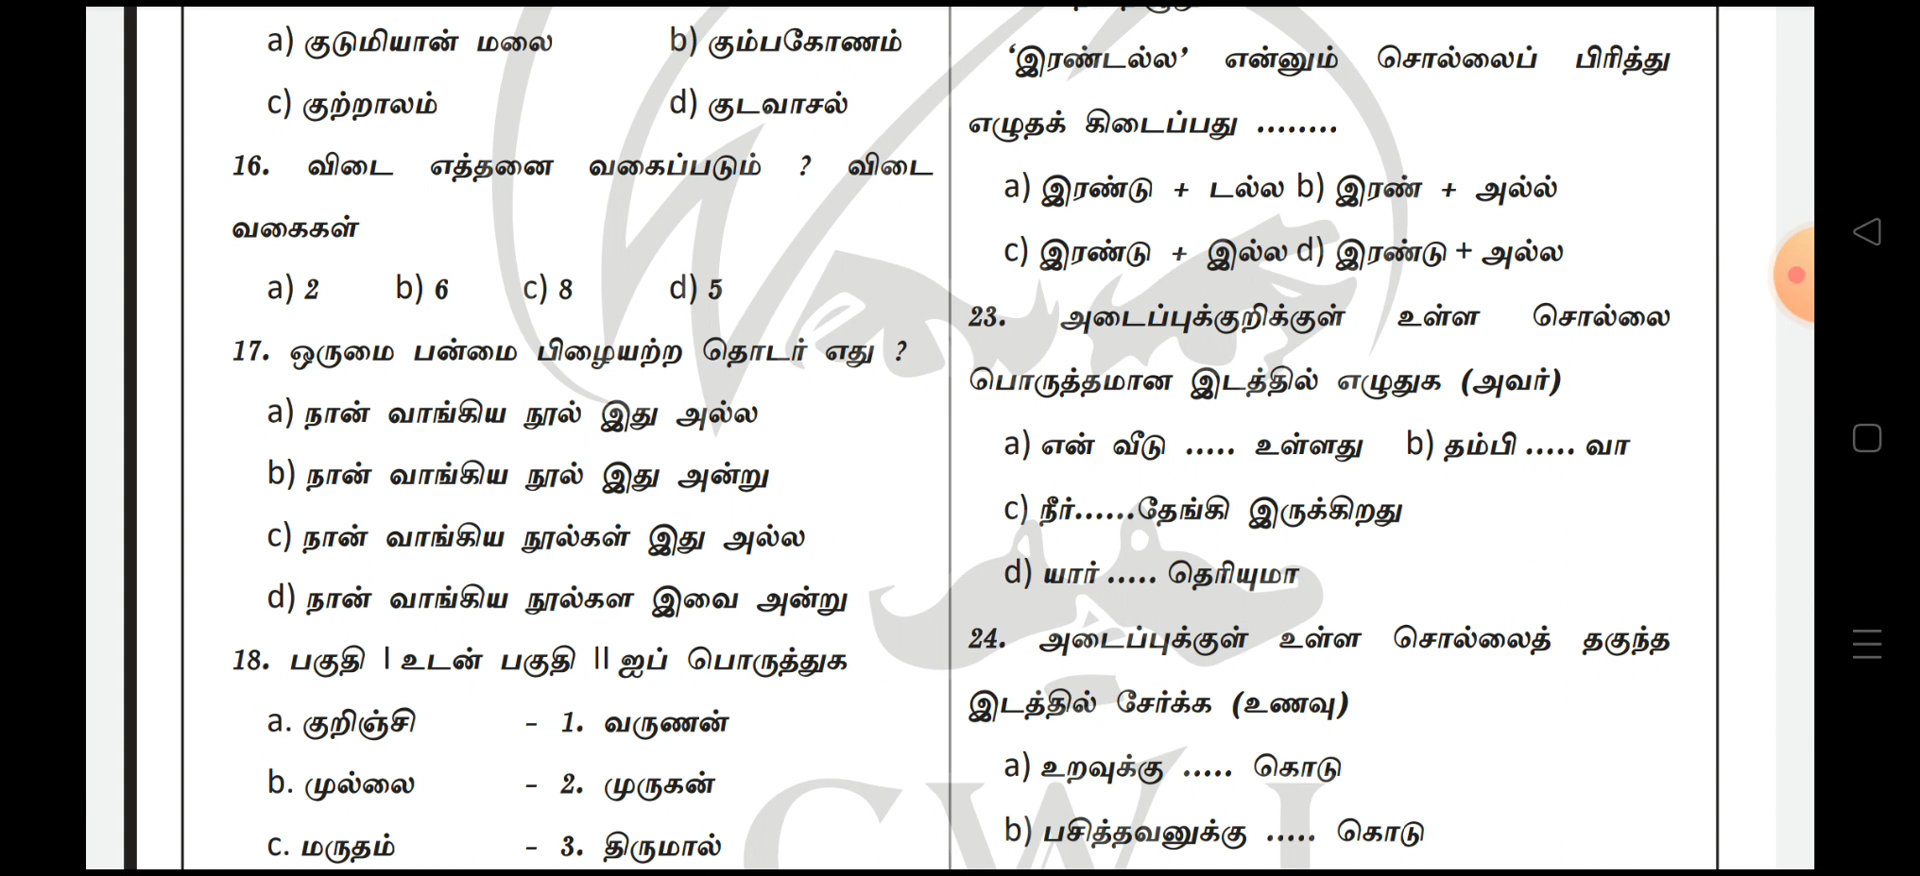 a) குடுமியான் மலை b) கும்பகோணம்
c) குற்றாலம் d) குடவாசல்
16. விடை எத்தனை வகைப்படும் ? விடை
வகைகள்
a) 2 b) 6 c) 8 d) 5
17. ஒருமை பன்மை பிழையற்ற தொடர் எது ?
a) நான் வாங்கிய நூல் இது அல்ல
b) நான் வாங்கிய நூல் இது அன்று
c) நான் வாங்கிய நூல்கள் இது அல்ல
d) நான் வாங்கிய நூல்கள இவை அன்று
18. பகுதி I உடன் பகுதி II ஐப் பொருத்துக
a. குறிஞ்சி - 1. வருணன்
b. முல்லை - 2. முருகன்
c. மருதம் - 3. திருமால்
‘இரண்டல்ல’ என்னும் சொல்லைப் பிரித்து
எழுதக் கிடைப்பது ........
a) இரண்டு + டல்ல b) இரண் + அல்ல்
c) இரண்டு + இல்ல d) இரண்டு + அல்ல
23. அடைப்புக்குறிக்குள் உள்ள சொல்லை
பொருத்தமான இடத்தில் எழுதுக (அவர்)
a) என் வீடு ..... உள்ளது b) தம்பி ..... வா
c) நீர்......தேங்கி இருக்கிறது
d) யார் ..... தெரியுமா
24. அடைப்புக்குள் உள்ள சொல்லைத் தகுந்த
இடத்தில் சேர்க்க (உணவு)
a) உறவுக்கு ..... கொடு
b) பசித்தவனுக்கு ..... கொடு